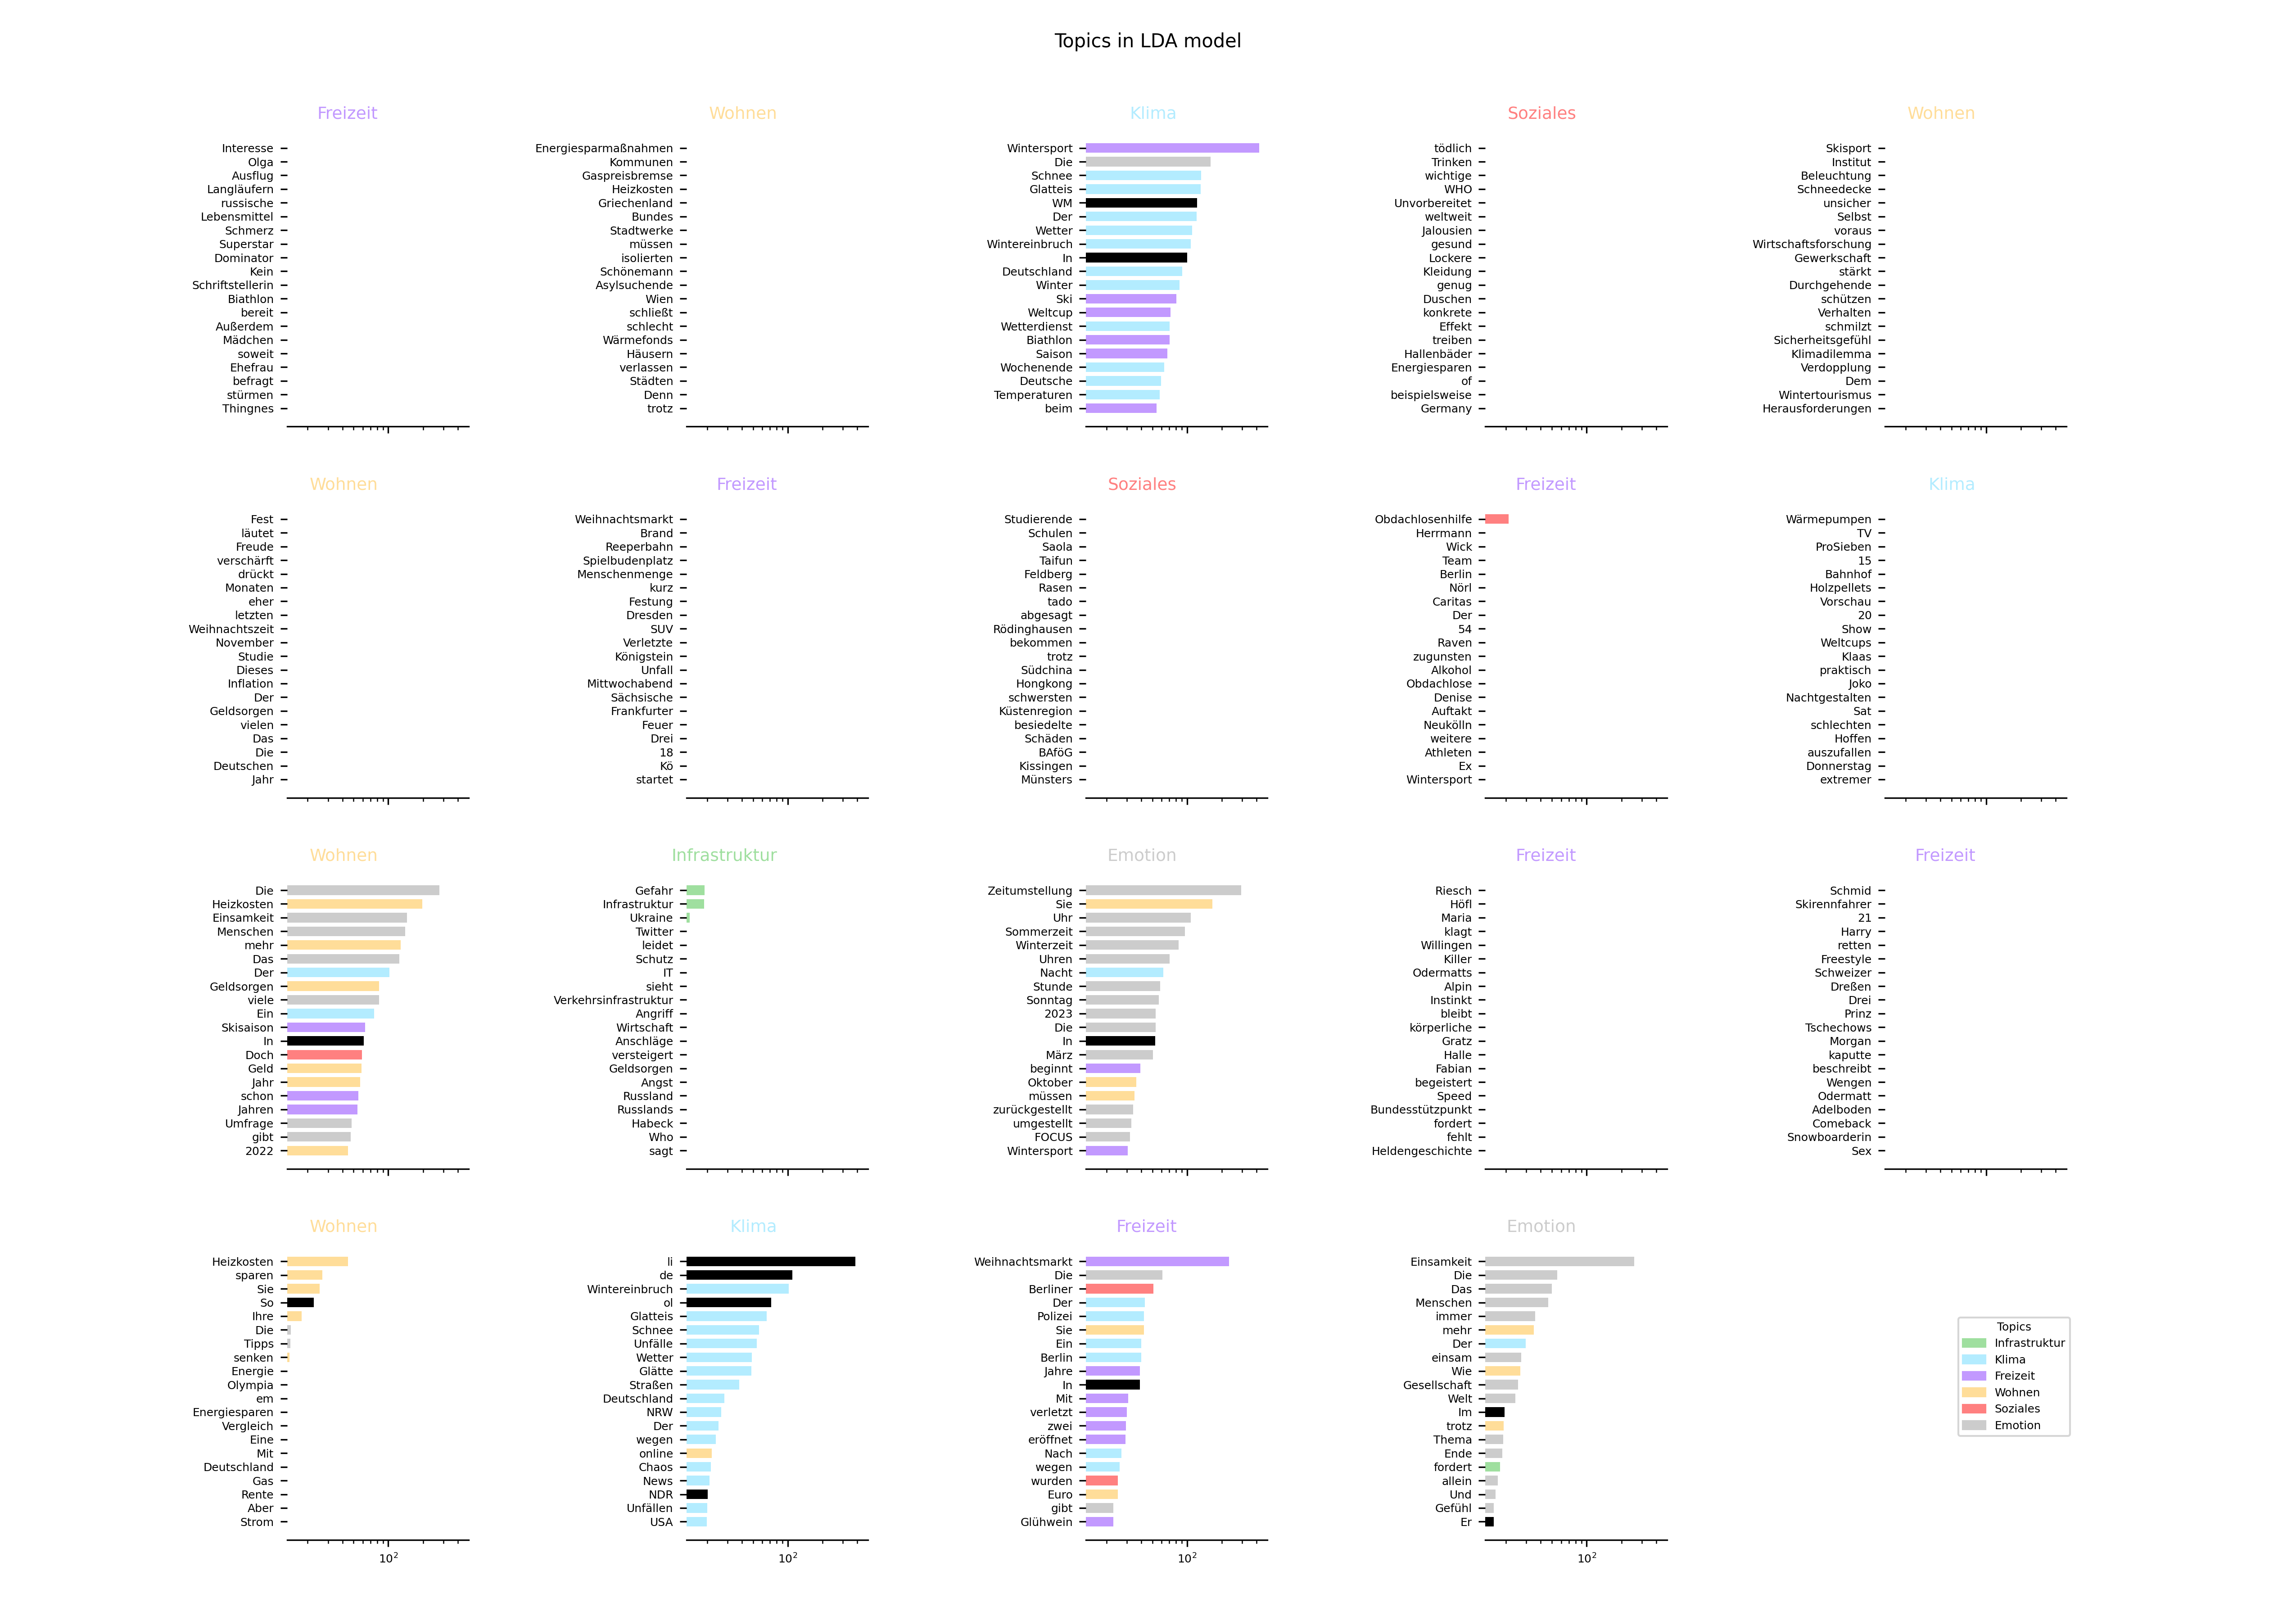 Topics in LDA model
Freizeit
Interesse
Olga
Ausflug
Langläufern
russische
Lebensmittel
Schmerz
Superstar
Dominator
Kein
Schriftstellerin
Biathlon
bereit
Außerdem
Mädchen
soweit
Ehefrau
befragt
stürmen
Thingnes
Wohnen
Energiesparmaßnahmen
Kommunen
Gaspreisbremse
Heizkosten
Griechenland
Bundes
Stadtwerke
müssen
isolierten
Schönemann
Asylsuchende
Wien
schließt
schlecht
Wärmefonds
Häusern
verlassen
Städten
Denn
trotz
Klima
Wintersport
Die
Schnee
Glatteis
WM
Der
Wetter
Wintereinbruch
In
Deutschland
Winter
Ski
Weltcup
Wetterdienst
Biathlon
Saison
Wochenende
Deutsche
Temperaturen
beim
Soziales
tödlich
Trinken
wichtige
WHO
Unvorbereitet
weltweit
Jalousien
gesund
Lockere
Kleidung
genug
Duschen
konkrete
Effekt
treiben
Hallenbäder
Energiesparen
of
beispielsweise
Germany
Wohnen
Skisport
Institut
Beleuchtung
Schneedecke
unsicher
Selbst
voraus
Wirtschaftsforschung
Gewerkschaft
stärkt
Durchgehende
schützen
Verhalten
schmilzt
Sicherheitsgefühl
Klimadilemma
Verdopplung
Dem
Wintertourismus
Herausforderungen
Wohnen
Fest
läutet
Freude
verschärft
drückt
Monaten
eher
letzten
Weihnachtszeit
November
Studie
Dieses
Inflation
Der
Geldsorgen
vielen
Das
Die
Deutschen
Jahr
Freizeit
Weihnachtsmarkt
Brand
Reeperbahn
Spielbudenplatz
Menschenmenge
kurz
Festung
Dresden
SUV
Verletzte
Königstein
Unfall
Mittwochabend
Sächsische
Frankfurter
Feuer
Drei
18
Kö
startet
Soziales
Studierende
Schulen
Saola
Taifun
Feldberg
Rasen
tado
abgesagt
Rödinghausen
bekommen
trotz
Südchina
Hongkong
schwersten
Küstenregion
besiedelte
Schäden
BAföG
Kissingen
Münsters
Freizeit
Obdachlosenhilfe
Herrmann
Wick
Team
Berlin
Nörl
Caritas
Der
54
Raven
zugunsten
Alkohol
Obdachlose
Denise
Auftakt
Neukölln
weitere
Athleten
Ex
Wintersport
Klima
Wärmepumpen
TV
ProSieben
15
Bahnhof
Holzpellets
Vorschau
20
Show
Weltcups
Klaas
praktisch
Joko
Nachtgestalten
Sat
schlechten
Hoffen
auszufallen
Donnerstag
extremer
Wohnen
Die
Heizkosten
Einsamkeit
Menschen
mehr
Das
Der
Geldsorgen
viele
Ein
Skisaison
In
Doch
Geld
Jahr
schon
Jahren
Umfrage
gibt
2022
Infrastruktur
Gefahr
Infrastruktur
Ukraine
Twitter
leidet
Schutz
IT
sieht
Verkehrsinfrastruktur
Angriff
Wirtschaft
Anschläge
versteigert
Geldsorgen
Angst
Russland
Russlands
Habeck
Who
sagt
Emotion
Zeitumstellung
Sie
Uhr
Sommerzeit
Winterzeit
Uhren
Nacht
Stunde
Sonntag
2023
Die
In
März
beginnt
Oktober
müssen
zurückgestellt
umgestellt
FOCUS
Wintersport
Freizeit
Riesch
Höfl
Maria
klagt
Willingen
Killer
Odermatts
Alpin
Instinkt
bleibt
körperliche
Gratz
Halle
Fabian
begeistert
Speed
Bundesstützpunkt
fordert
fehlt
Heldengeschichte
Freizeit
Schmid
Skirennfahrer
21
Harry
retten
Freestyle
Schweizer
Dreßen
Drei
Prinz
Tschechows
Morgan
kaputte
beschreibt
Wengen
Odermatt
Adelboden
Comeback
Snowboarderin
Sex
Wohnen
Heizkosten
sparen
Sie
So
Ihre
Die
Tipps
senken
Energie
Olympia
em
Energiesparen
Vergleich
Eine
Mit
Deutschland
Gas
Rente
Aber
Strom
10²
Klima
li
de
Wintereinbruch
ol
Glatteis
Schnee
Unfälle
Wetter
Glätte
Straßen
Deutschland
NRW
Der
wegen
online
Chaos
News
NDR
Unfällen
USA
10²
Freizeit
Weihnachtsmarkt
Die
Berliner
Der
Polizei
Sie
Ein
Berlin
Jahre
In
Mit
verletzt
zwei
eröffnet
Nach
wegen
wurden
Euro
gibt
Glühwein
10²
Emotion
Einsamkeit
Die
Das
Menschen
immer
mehr
Der
einsam
Wie
Gesellschaft
Welt
Im
trotz
Thema
Ende
fordert
allein
Und
Gefühl
Er
10²
Topics
Infrastruktur
Klima
Freizeit
Wohnen
Soziales
Emotion